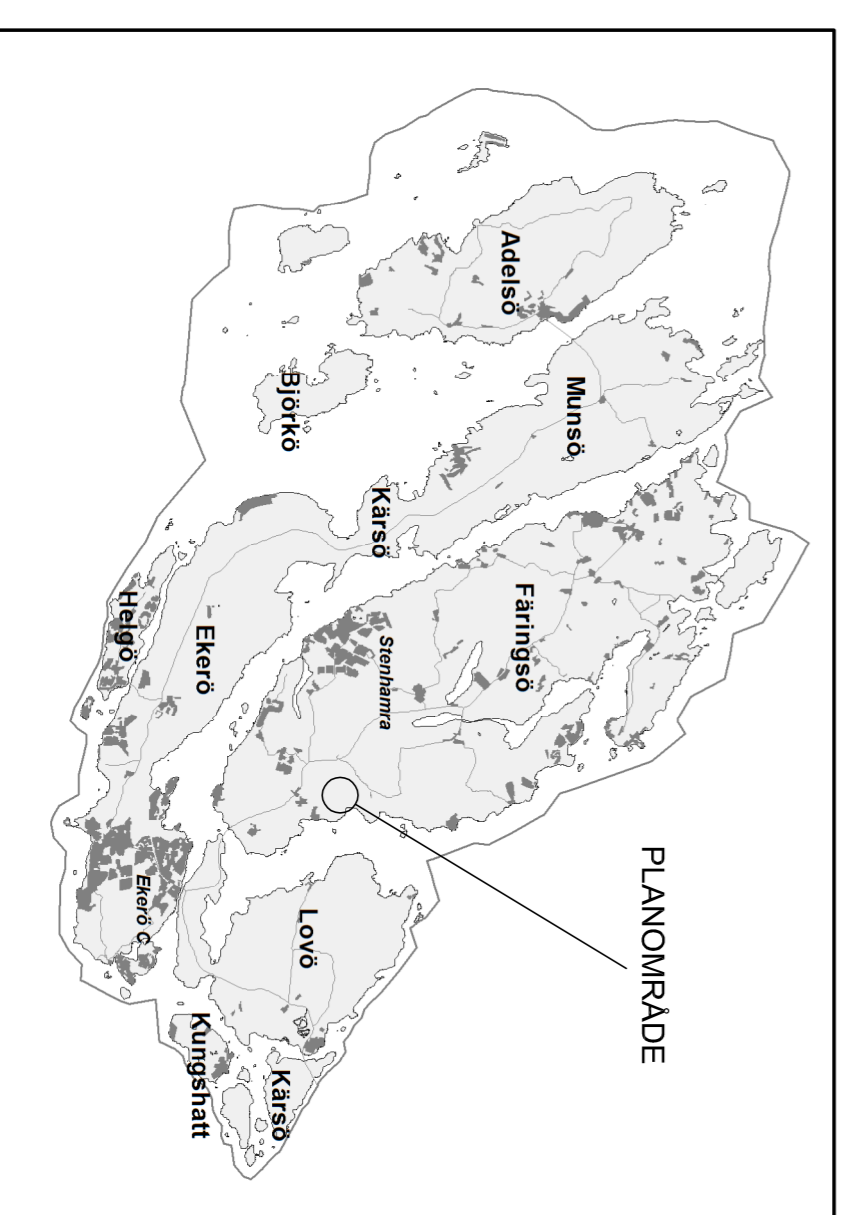 PLANOMRÅDE
Adelsö
Munsö
Björkö
Kärsö
Färingsö
Stenhamra
Helgö
Ekerö
Ekerö C
Lovö
Kungshatt
Kärsö